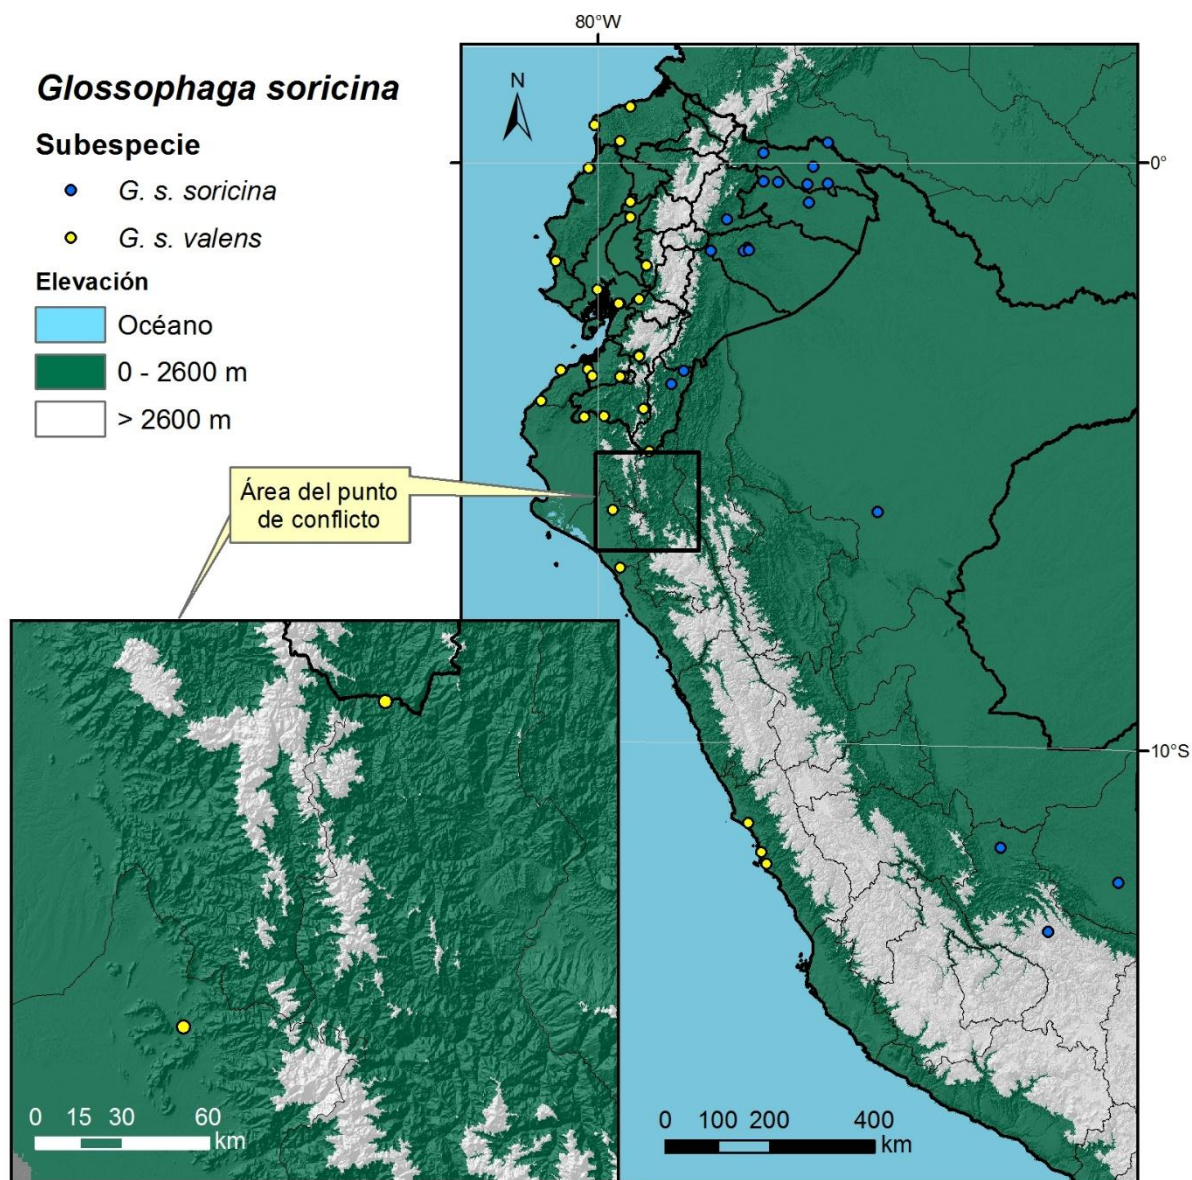 80°W
N
Glossophaga soricina
Subespecie
G. s. soricina
G. s. valens
Elevación
Océano
0 - 2600 m
> 2600 m
0°
Área del punto
de conflicto
10°S
0 15 30 60
km
0 100 200 400
km